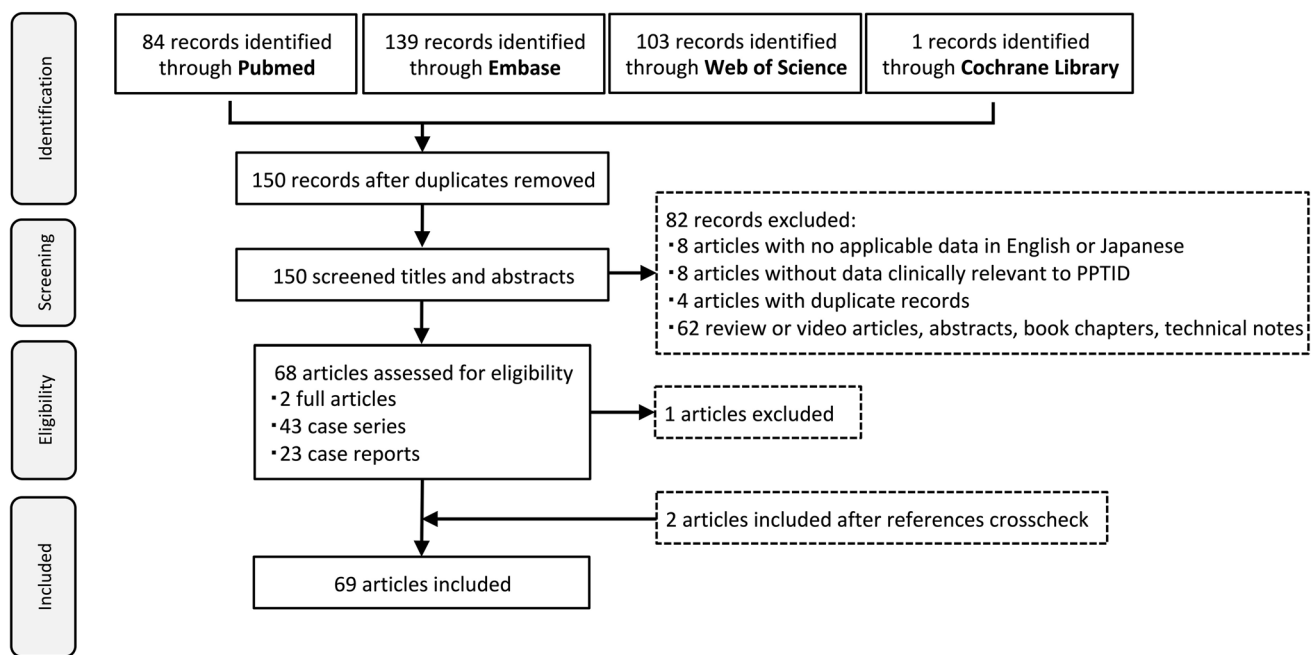 Identification
84 records identified
through Pubmed
139 records identified
through Embase
103 records identified
through Web of Science
1 records identified
through Cochrane Library
150 records after duplicates removed
Screening
150 screened titles and abstracts
82 records excluded:
･8 articles with no applicable data in English or Japanese
･8 articles without data clinically relevant to PPTID
･4 articles with duplicate records
･62 review or video articles, abstracts, book chapters, technical notes
Eligibility
68 articles assessed for eligibility
･2 full articles
･43 case series
･23 case reports
1 articles excluded
Included
2 articles included after references crosscheck
69 articles included